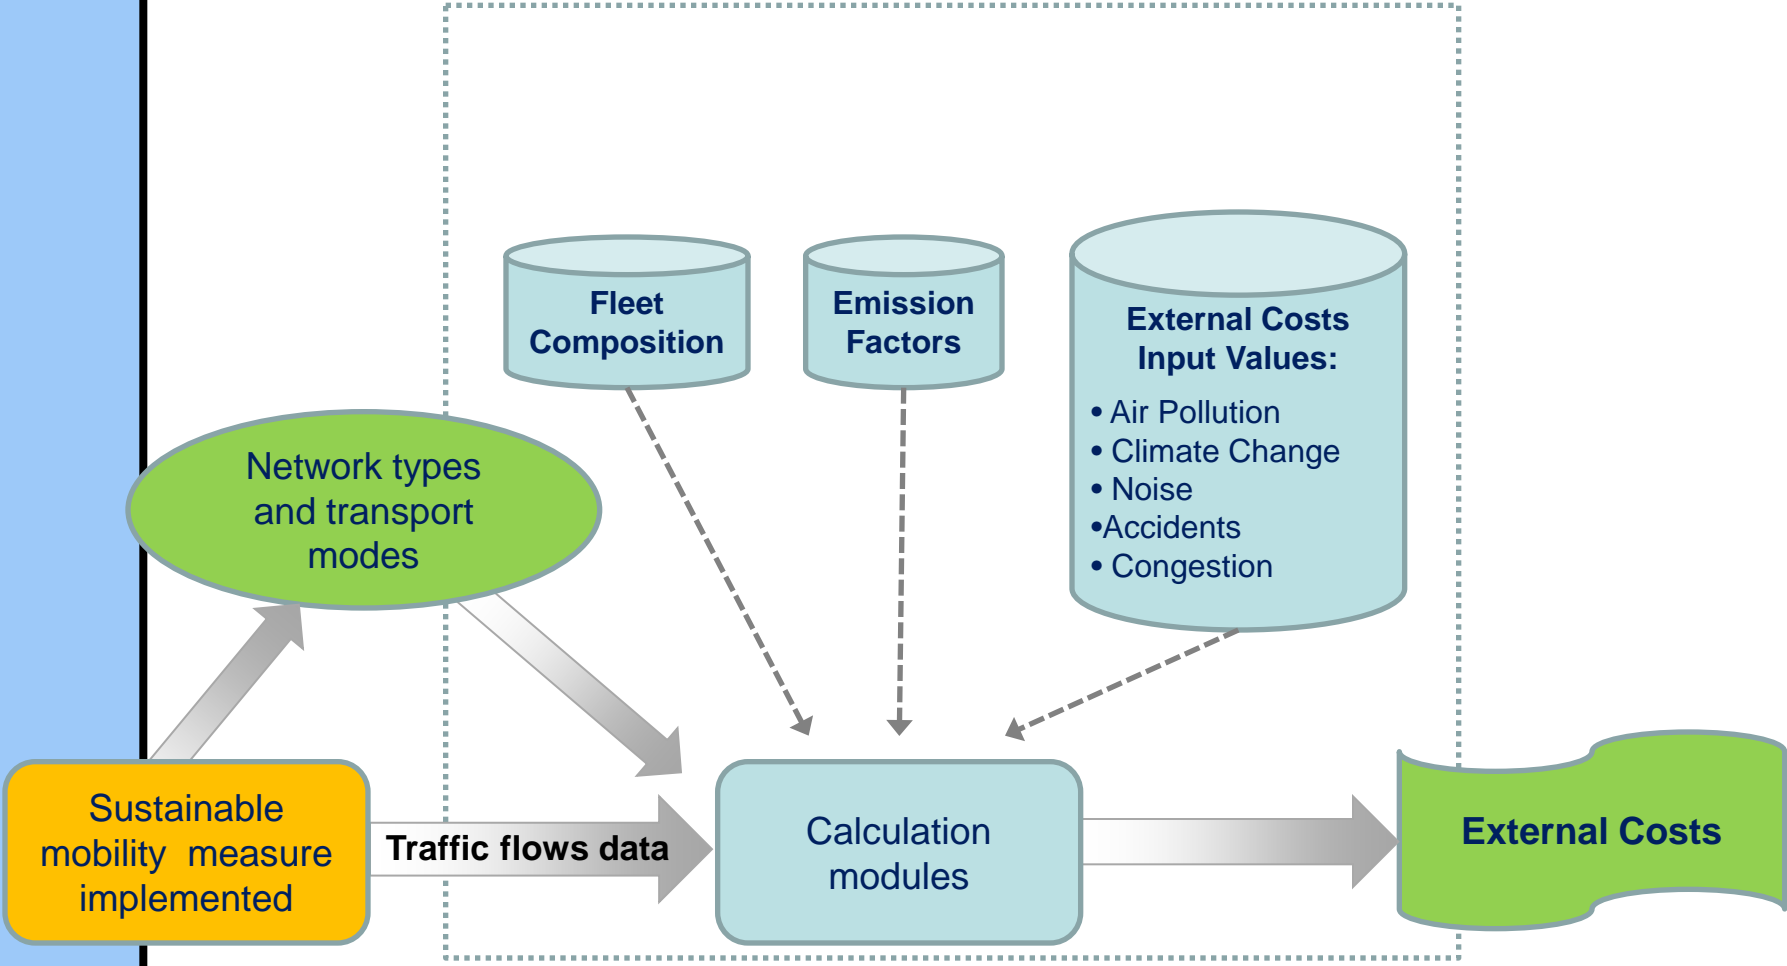 Fleet
Composition
Emission
Factors
External Costs
Input Values:
• Air Pollution
• Climate Change
• Noise
•Accidents
• Congestion
Network types
and transport
modes
Sustainable
mobility  measure
implemented
Traffic flows data
Calculation
modules
External Costs